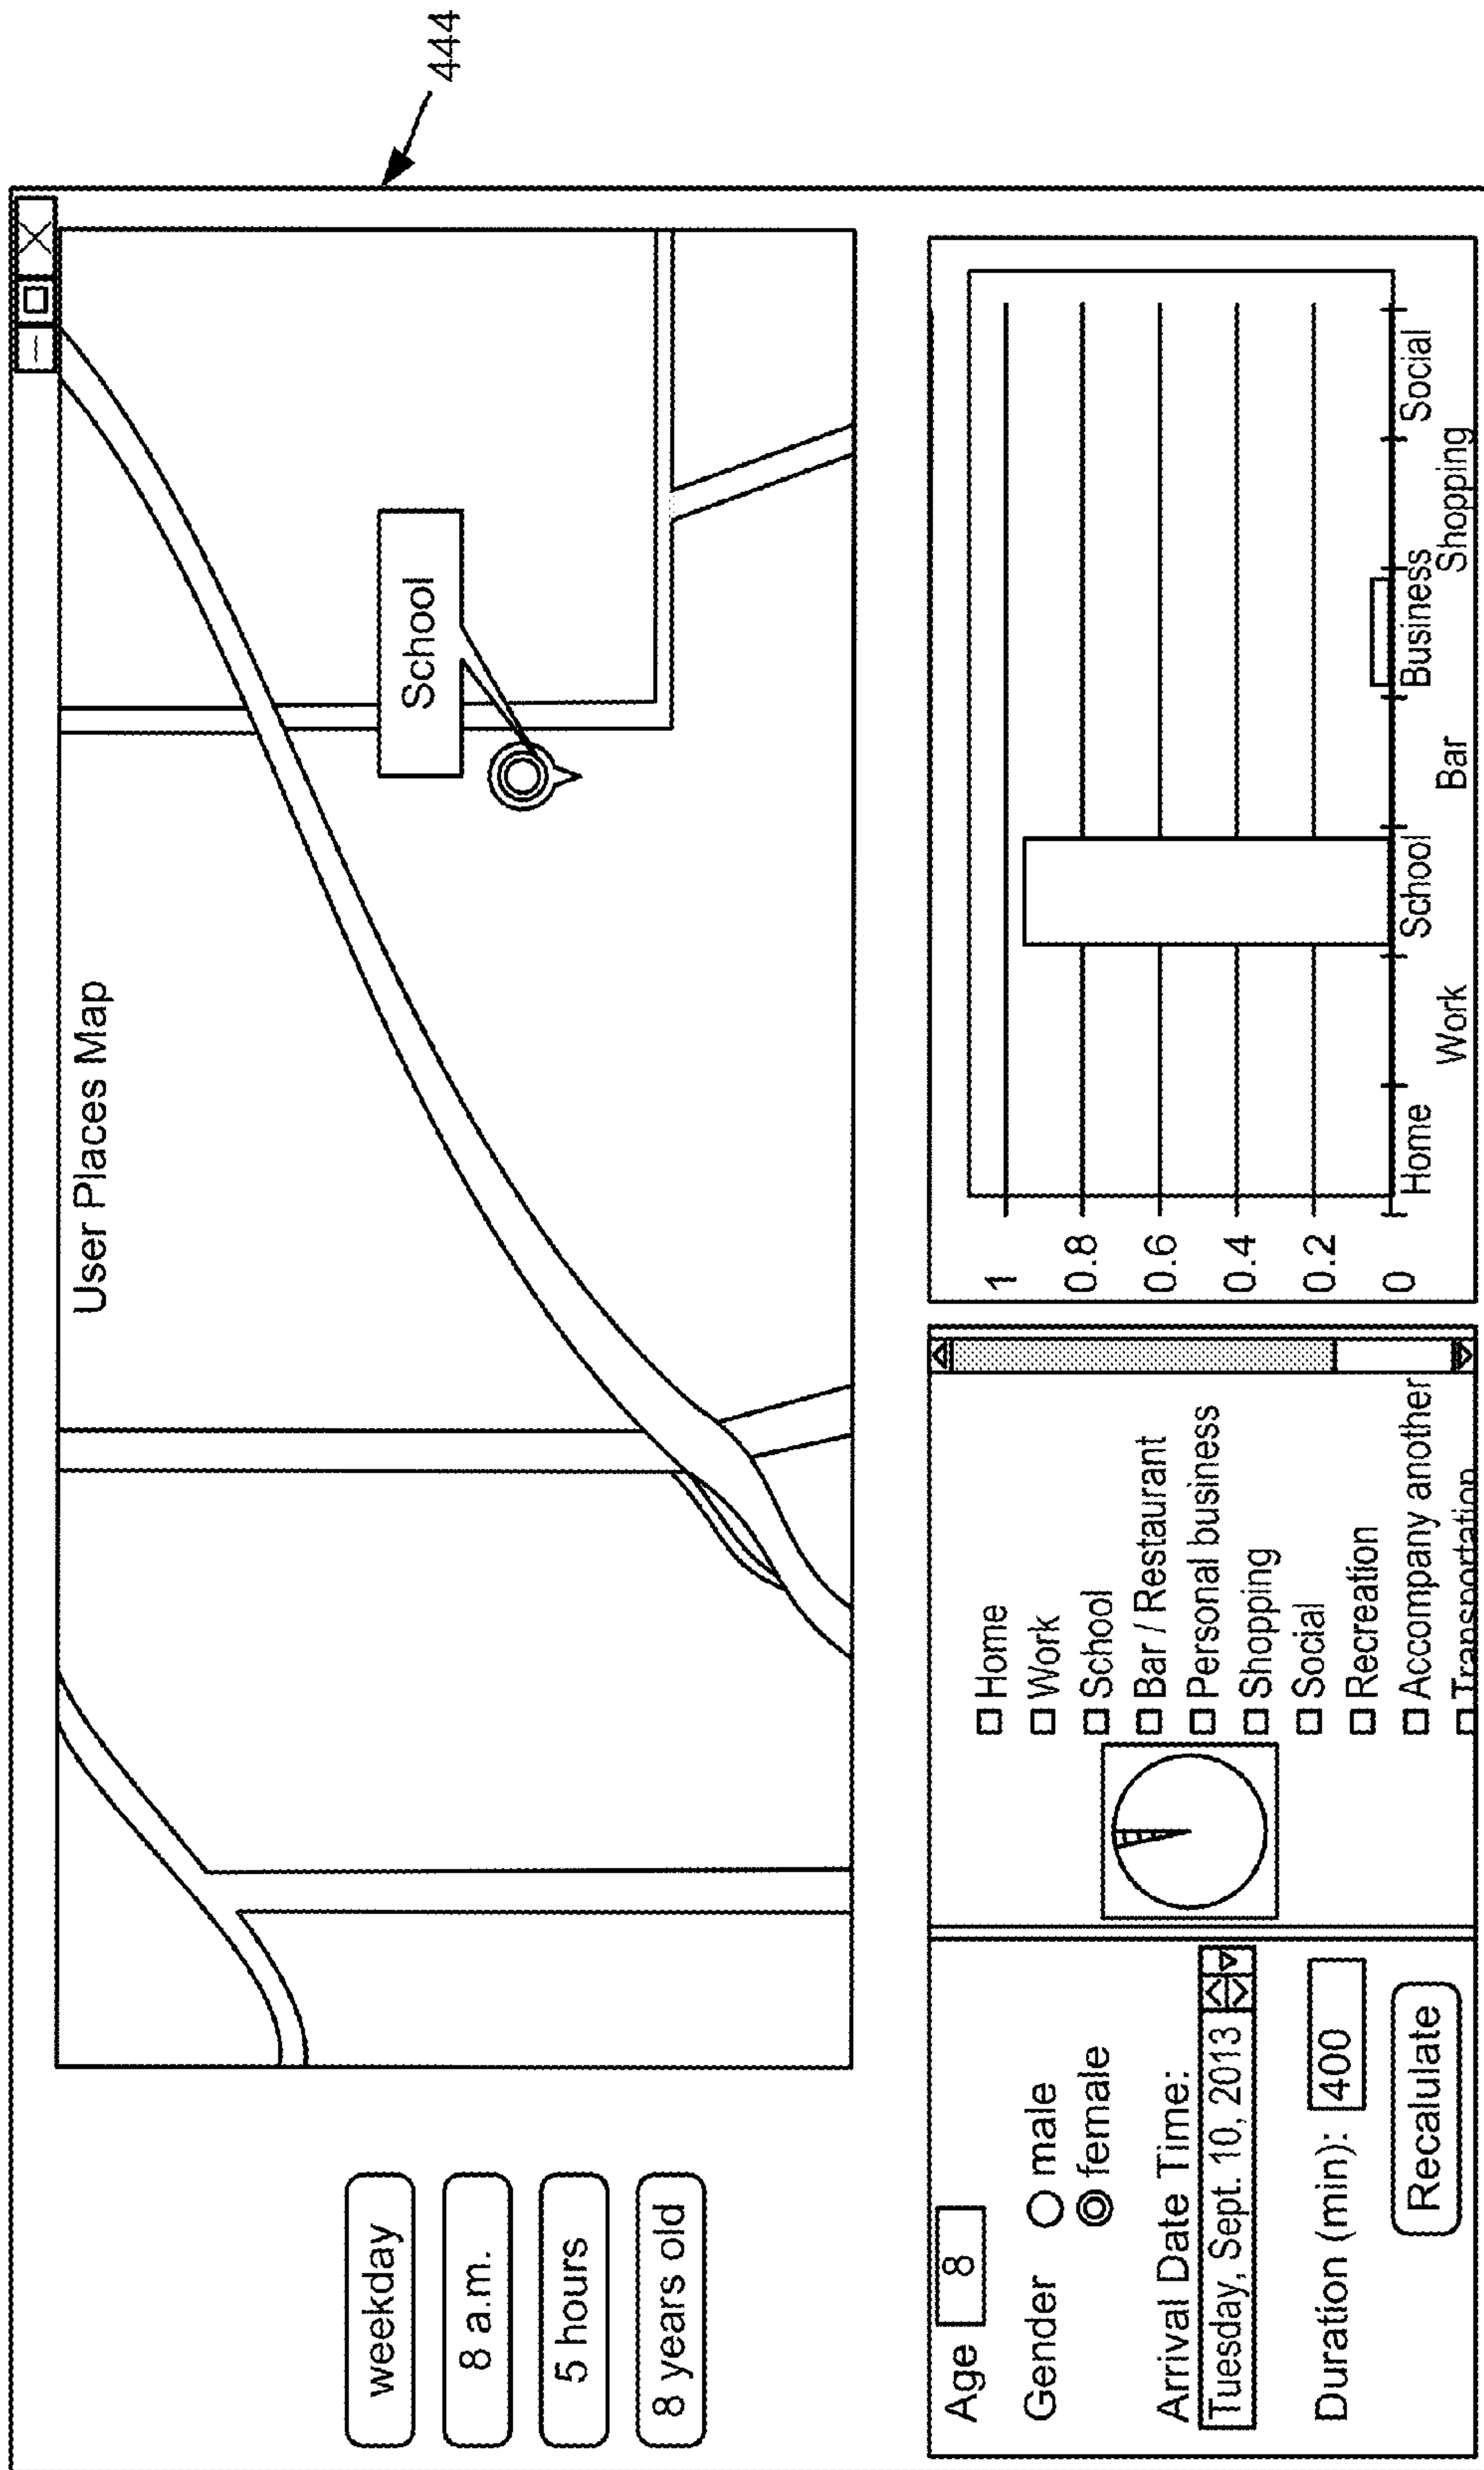 444
User Places Map
School
weekday
8 a.m.
5 hours
8 years old
Age 8
Gender male
female
Arrival Date Time:
Tuesday, Sept. 10, 2013
Duration (min): 400
Recalulate
Home
Work
School
Bar / Restaurant
Personal business
Shopping
Social
Recreation
Accompany another
Transportation
1
0.8
0.6
0.4
0.2
0
Home
Work
School
Bar
Business
Shopping
Social